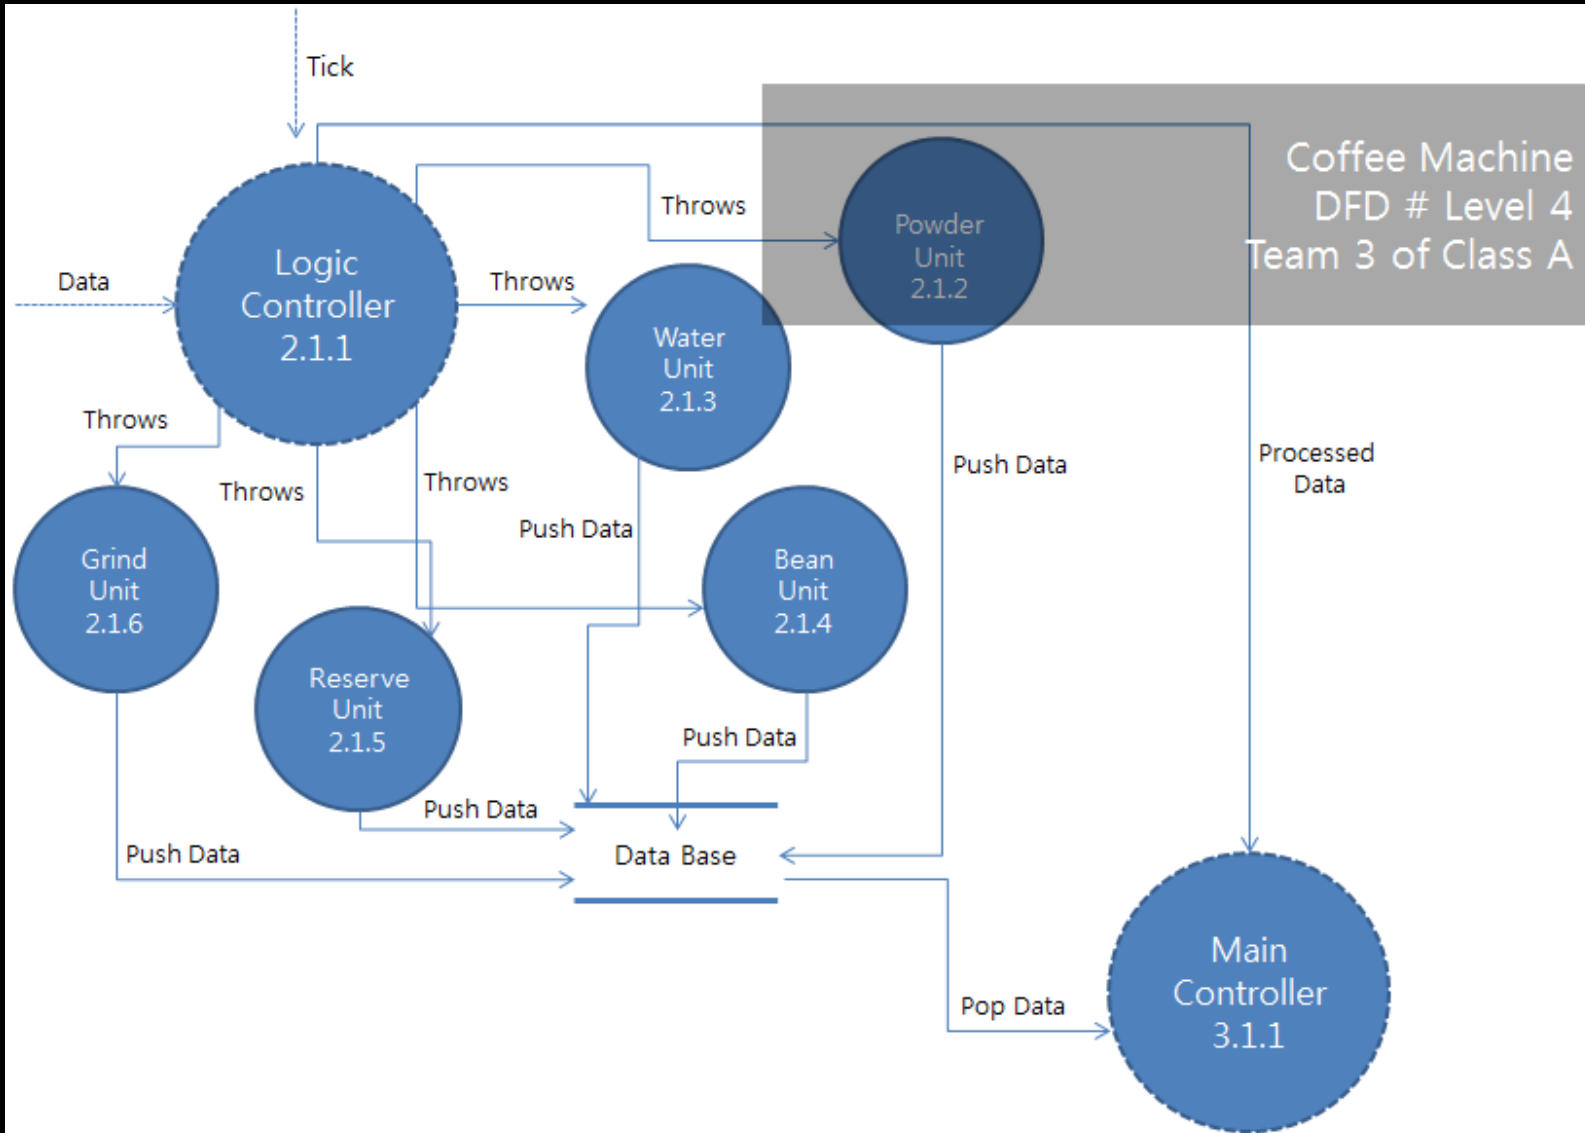 Tick
Coffee Machine
DFD # Level 4
Team 3 of Class A
Throws
Powder
Unit
2.1.2
Logic
Controller
2.1.1
Data
Throws
Water
Unit
2.1.3
Throws
Throws
Throws
Push Data
Push Data
Processed
Data
Grind
Unit
2.1.6
Bean
Unit
2.1.4
Reserve
Unit
2.1.5
Push Data
Push Data
Push Data
Data Base
Main
Controller
3.1.1
Pop Data